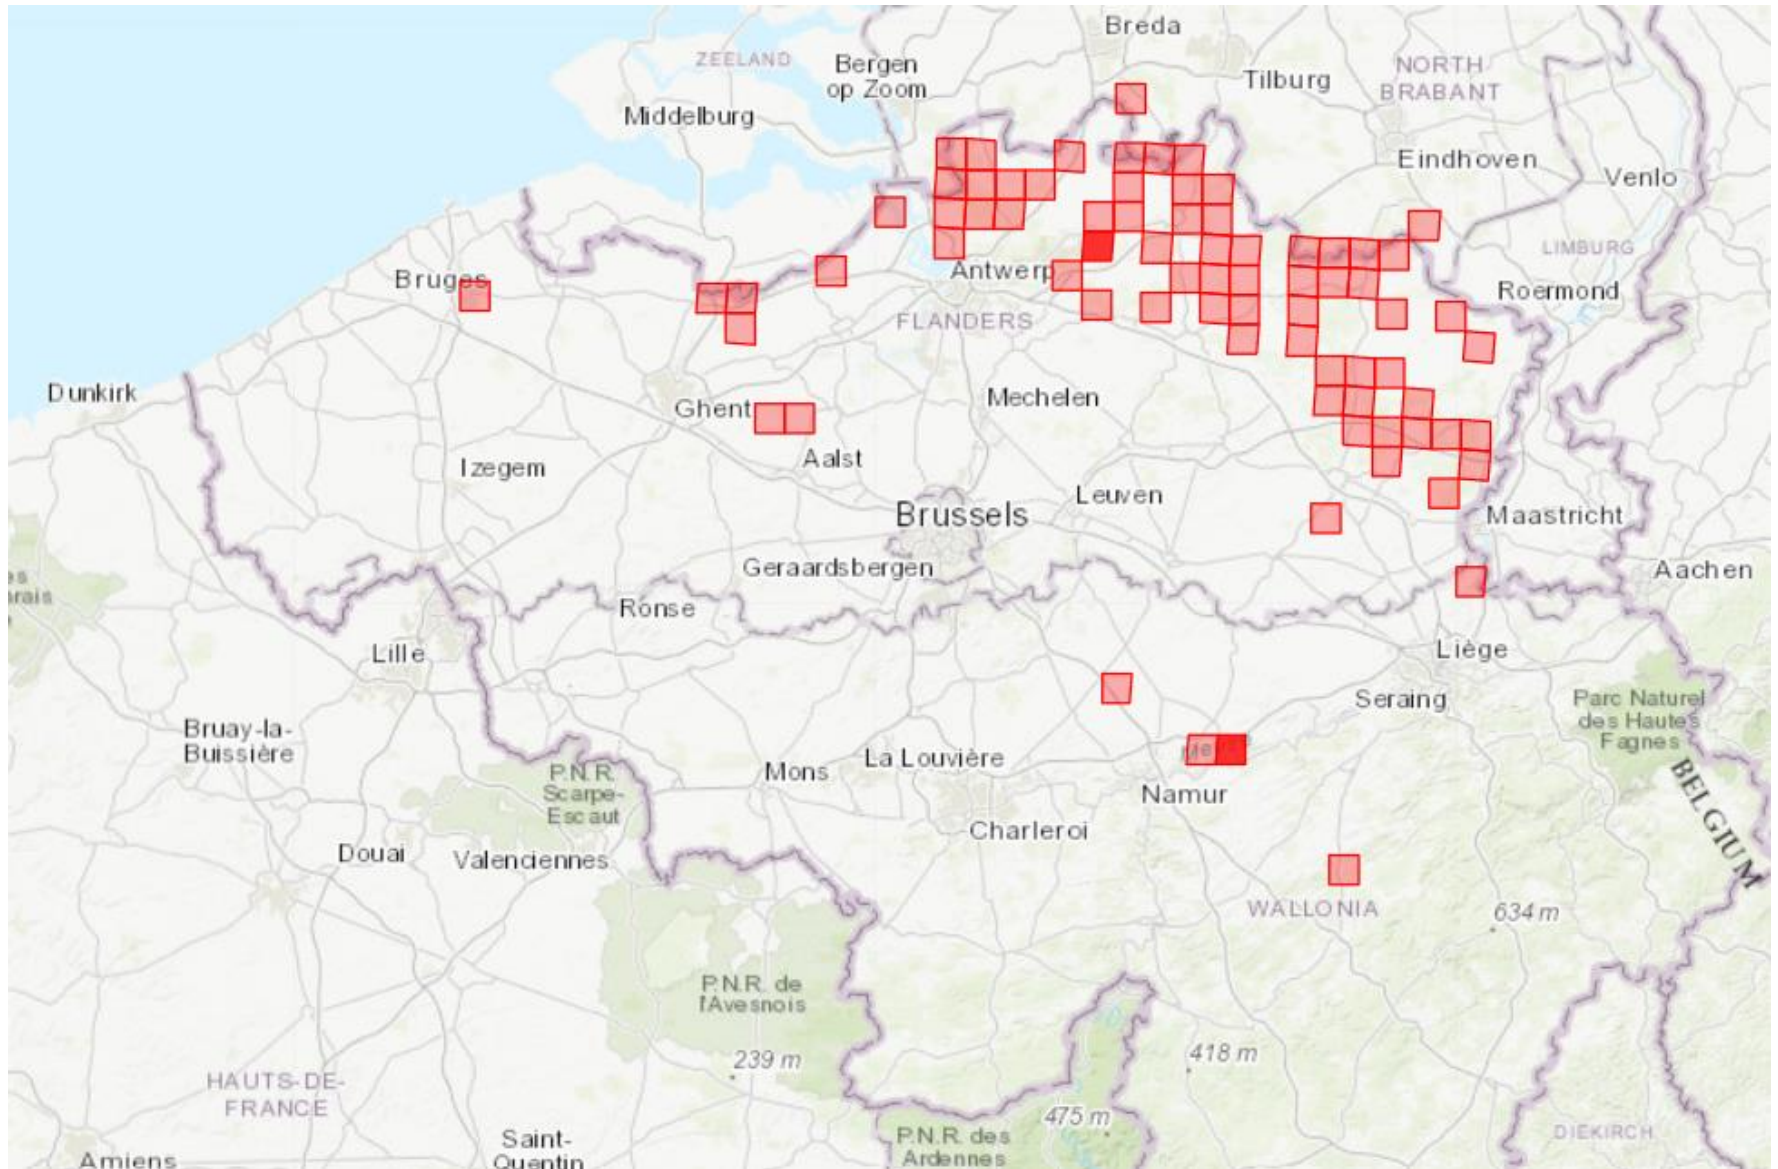 Breda
ZEELAND
Bergen
op Zoom
Tilburg
NORTH
BRABANT
Middelburg
Eindhoven
Venlo
LIMBURG
Bruges
Antwerp
Roermond
FLANDERS
Dunkirk
Mechelen
Ghent
Aalst
Izegem
Leuven
Brussels
Maastricht
Geraardsbergen
Aachen
Ronse
Lille
Liège
Seraing
Parc Naturel
des Hautes
Fagnes
Bruay-la-
Buissière
La Louvière
Mons
P.N.R.
Scarpe-
Escaut
Namur
BELGIUM
Charleroi
Douai
Valenciennes
WALLONIA
634 m
P.N.R. de
l'Avesnois
239 m
418 m
HAUTS-DE-
FRANCE
475 m
Saint-
Quentin
P.N.R. des
Ardennes
DIEKIRCH
Amiens